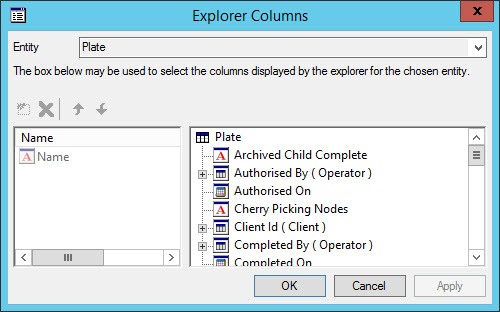 Explorer Columns
Entity
Plate
The box below may be used to select the columns displayed by the explorer for the chosen entity.
Name
A Name
Plate
A Archived Child Complete
Authorised By ( Operator )
Authorised On
A Cherry Picking Nodes
Client Id ( Client )
Completed By ( Operator )
Completed On
OK
Cancel
Apply